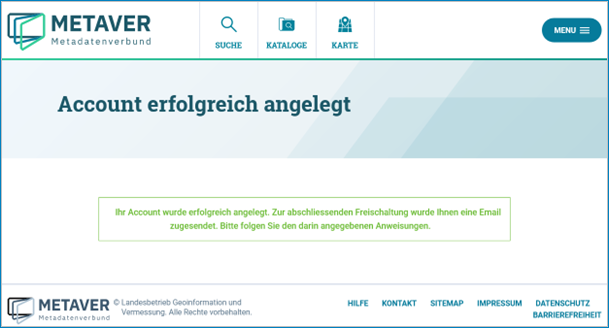 METAVER
Metadatenverbund
SUCHE
KATALOGE
KARTE
MENU
Account erfolgreich angelegt
Ihr Account wurde erfolgreich angelegt. Zur abschliessenden Freischaltung wurde Ihnen eine Email
zugesendet. Bitte folgen Sie den darin angegebenen Anweisungen.
METAVER
Metadatenverbund
© Landesbetrieb Geoinformation und
Vermessung. Alle Rechte vorbehalten.
HILFE KONTAKT SITEMAP IMPRESSUM DATENSCHUTZ
BARRIEREFREIHEIT